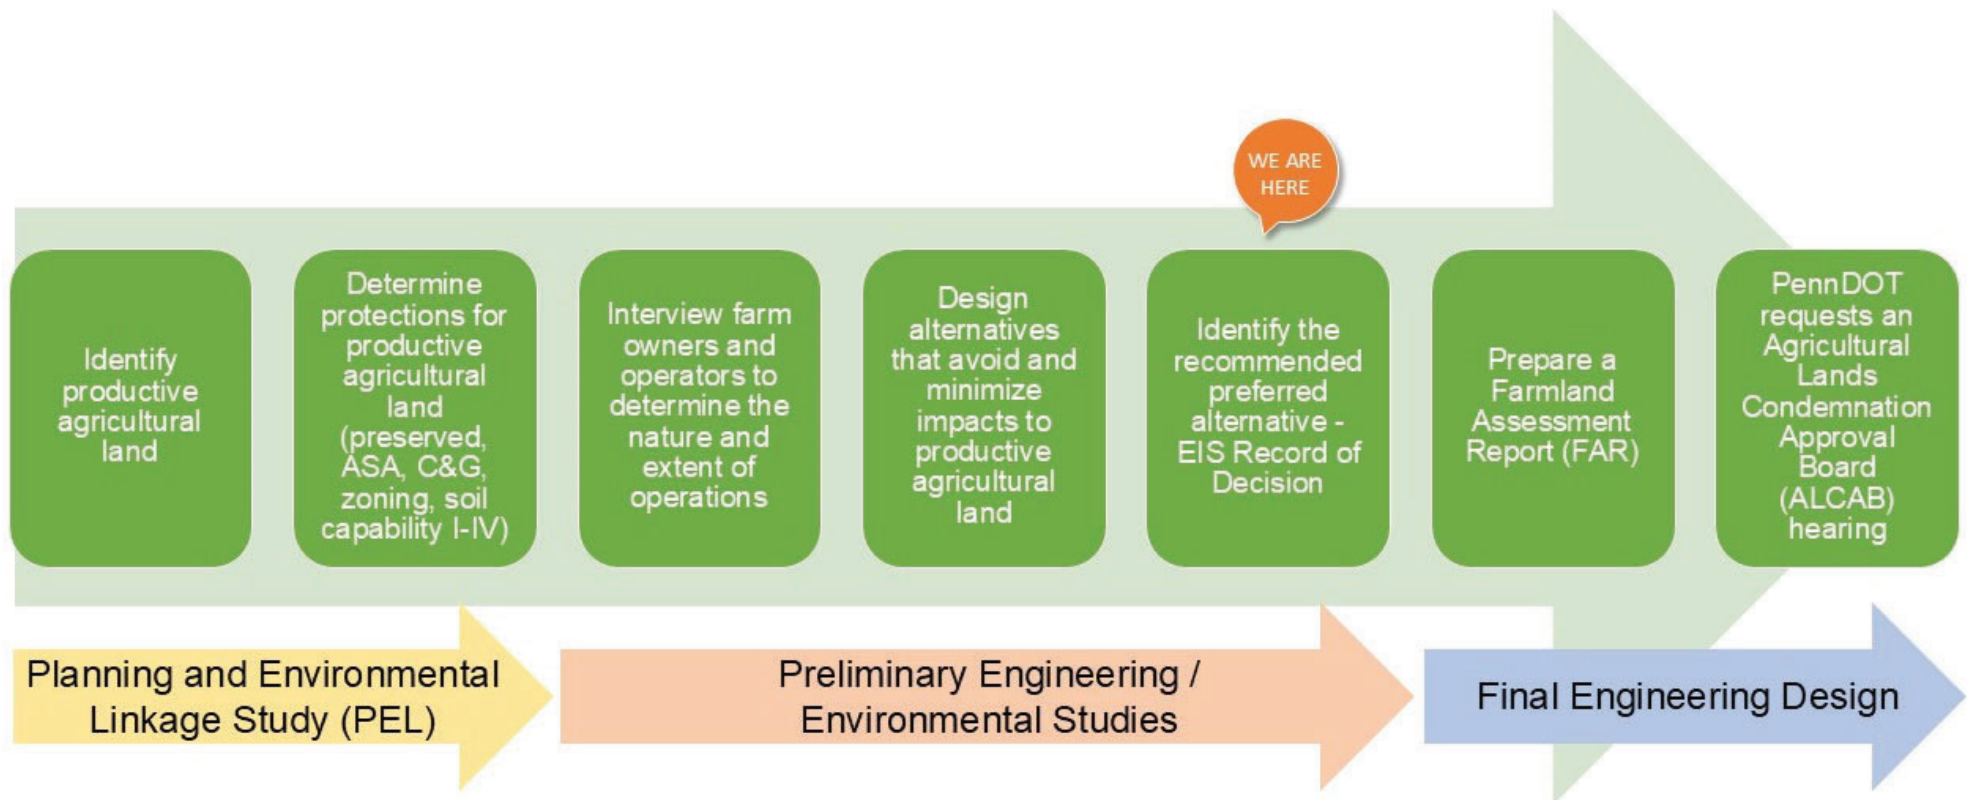 WE ARE
HERE
Identify
productive
agricultural
land
Determine
protections for
productive
agricultural
land
(preserved,
ASA, C&G,
zoning, soil
capability I-IV)
Interview farm
owners and
operators to
determine the
nature and
extent of
operations
Design
alternatives
that avoid and
minimize
impacts to
productive
agricultural
land
Identify the
recommended
preferred
alternative -
EIS Record of
Decision
Prepare a
Farmland
Assessment
Report (FAR)
PennDOT
requests an
Agricultural
Lands
Condemnation
Approval
Board
(ALCAB)
hearing
Planning and Environmental
Linkage Study (PEL)
Preliminary Engineering /
Environmental Studies
Final Engineering Design